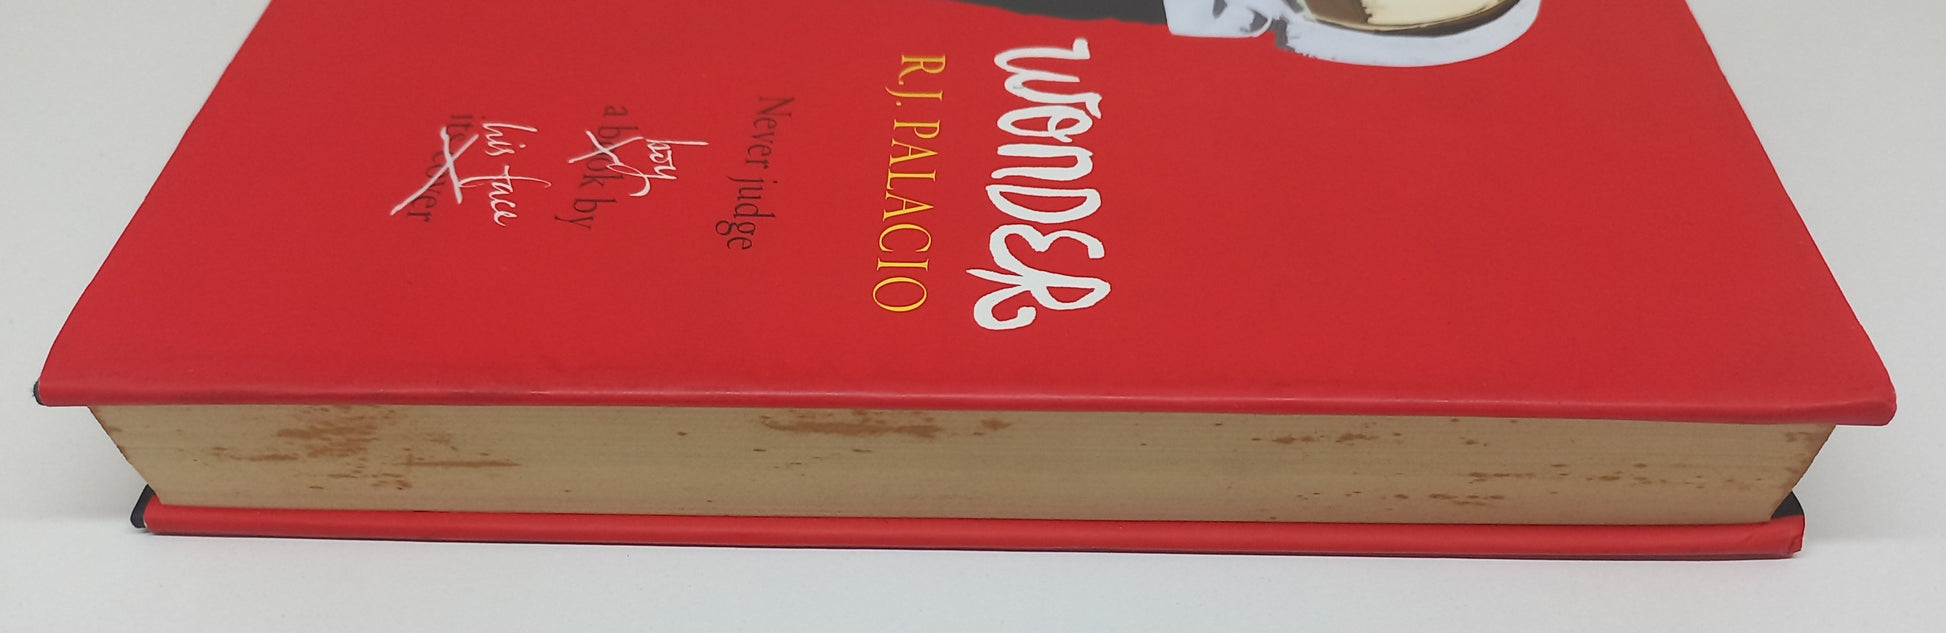 WONDER
R.J. PALACIO
Never judge
boy
a book by
his face
its cover